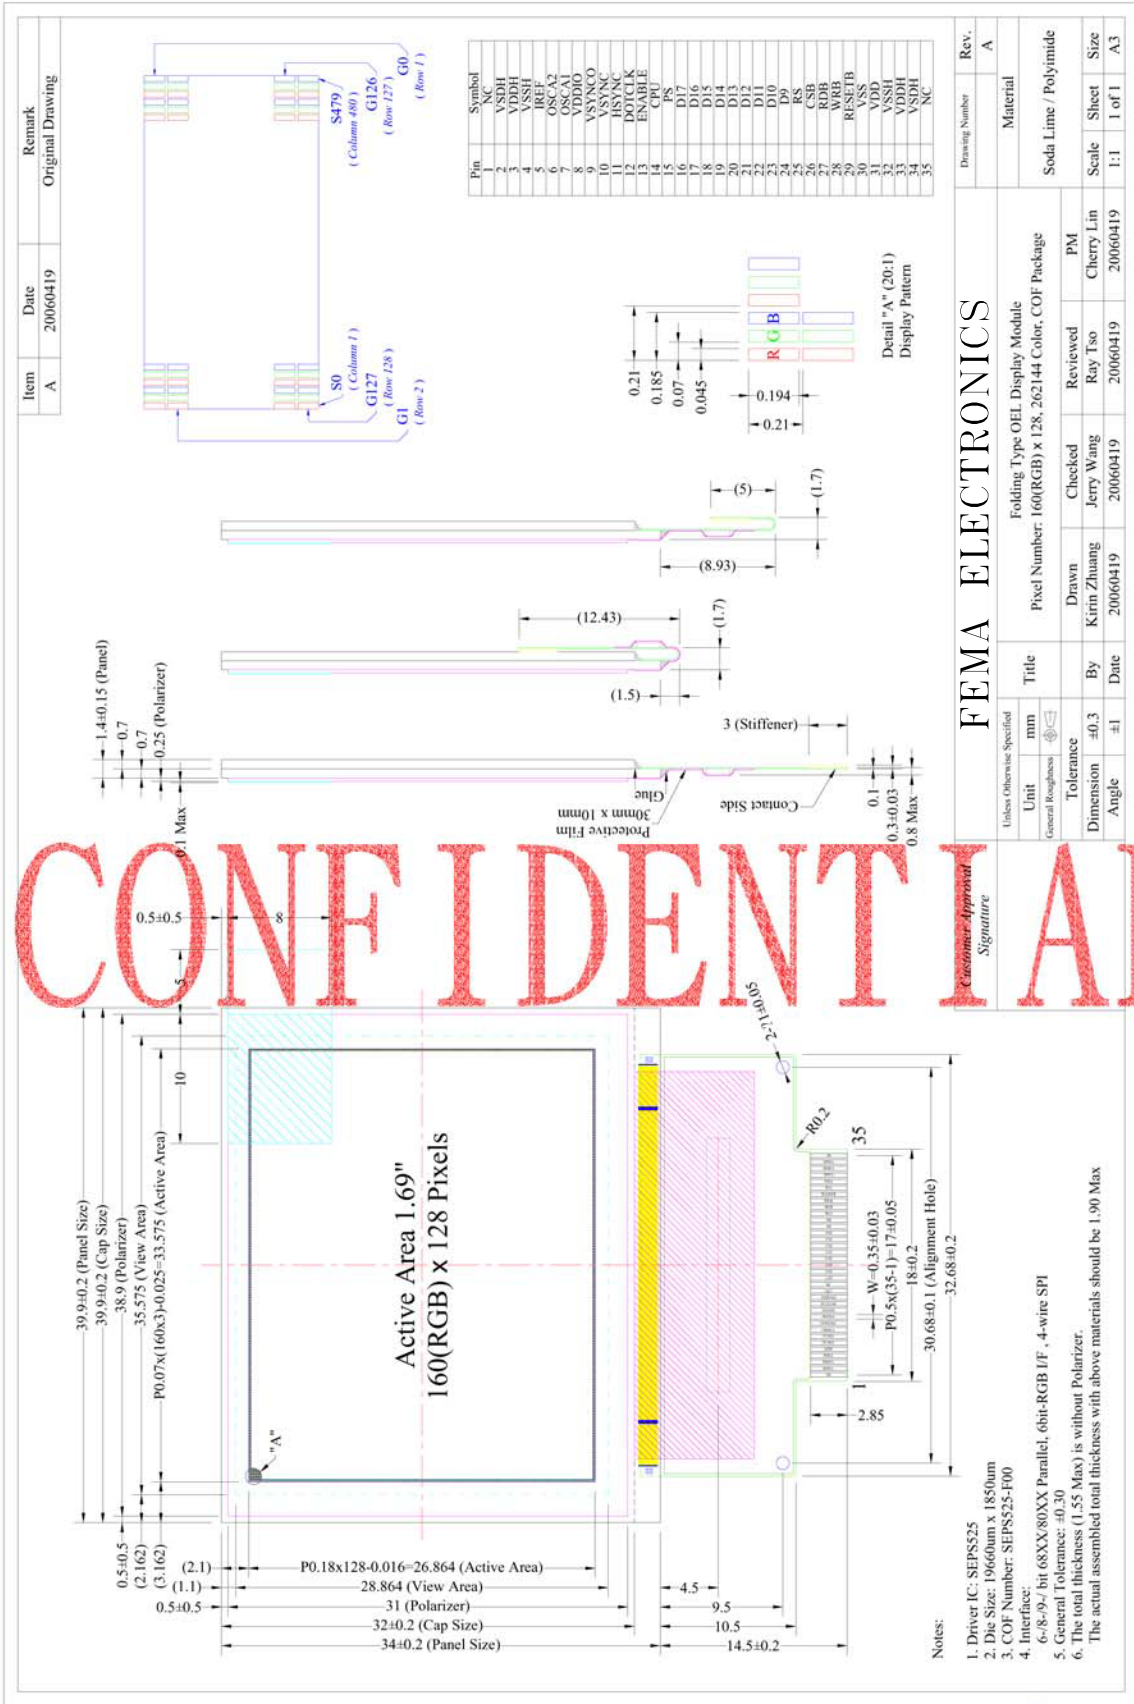 Item
Date
Remark
A
20060419
Original Drawing
39.9±0.2 (Panel Size)
39.9±0.2 (Cap Size)
38.9 (Polarizer)
35.575 (View Area)
P0.07x(160x3)-0.025=33.575 (Active Area)
0.5±0.5
(2.162)
(3.162)
10
5
0.5±0.5
8
"A"
Active Area 1.69"
160(RGB) x 128 Pixels
(2.1)
P0.18x128-0.016=26.864 (Active Area)
(1.1)
28.864 (View Area)
0.5±0.5
31 (Polarizer)
32±0.2 (Cap Size)
34±0.2 (Panel Size)
4.5
9.5
10.5
14.5±0.2
2-?1±0.05
R0.2
1
35
2.85
W=0.35±0.03
P0.5x(35-1)=17±0.05
18±0.2
30.68±0.1 (Alignment Hole)
32.68±0.2
1.4±0.15 (Panel)
0.7
0.7
0.25 (Polarizer)
0.1 Max
Glue
Protective Film
30mm x 10mm
Contact Side
3 (Stiffener)
0.1
0.3±0.03
0.8 Max
(12.43)
(1.7)
(1.5)
(5)
(1.7)
(8.93)
S0
(Column 1)
G127
(Row 128)
G1
(Row 2)
S479
(Column 480)
G126
(Row 127)
G0
(Row 1)
0.21
0.185
0.07
0.045
0.194
0.21
R G B
Detail "A" (20:1)
Display Pattern
Pin Symbol
1 NC
2 VSDH
3 VDDH
4 VSSH
5 IREF
6 OSCA2
7 OSCA1
8 VDDIO
9 VSYNCO
10 VSYNC
11 HSYNC
12 DOTCLK
13 ENABLE
14 CPU
15 PS
16 D17
17 D16
18 D15
19 D14
20 D13
21 D12
22 D11
23 D10
24 D9
25 RS
26 CSB
27 RDB
28 WRB
29 RESETB
30 VSS
31 VDD
32 VSSH
33 VDDH
34 VSDH
35 NC
CONFIDENTIAL
Notes:
1. Driver IC: SEPS525
2. Die Size: 19660um x 1850um
3. COF Number: SEPS525-F00
4. Interface:
6-/8-/9-/ bit 68XX/80XX Parallel, 6bit-RGB I/F , 4-wire SPI
5. General Tolerance: ±0.30
6. The total thickness (1.55 Max) is without Polarizer.
The actual assembled total thickness with above materials should be 1.90 Max
Customer Approval
Signature
FEMA ELECTRONICS
Drawing Number
Rev.
A
Unless Otherwise Specified
Unit
mm
General Roughness
Tolerance
Dimension
±0.3
Angle
±1
Title
Folding Type OEL Display Module
Pixel Number: 160(RGB) x 128, 262144 Color, COF Package
Material
Soda Lime / Polyimide
By
Date
Drawn
Kirin Zhuang
20060419
Checked
Jerry Wang
20060419
Reviewed
Ray Tso
20060419
PM
Cherry Lin
20060419
Scale
1:1
Sheet
1 of 1
Size
A3